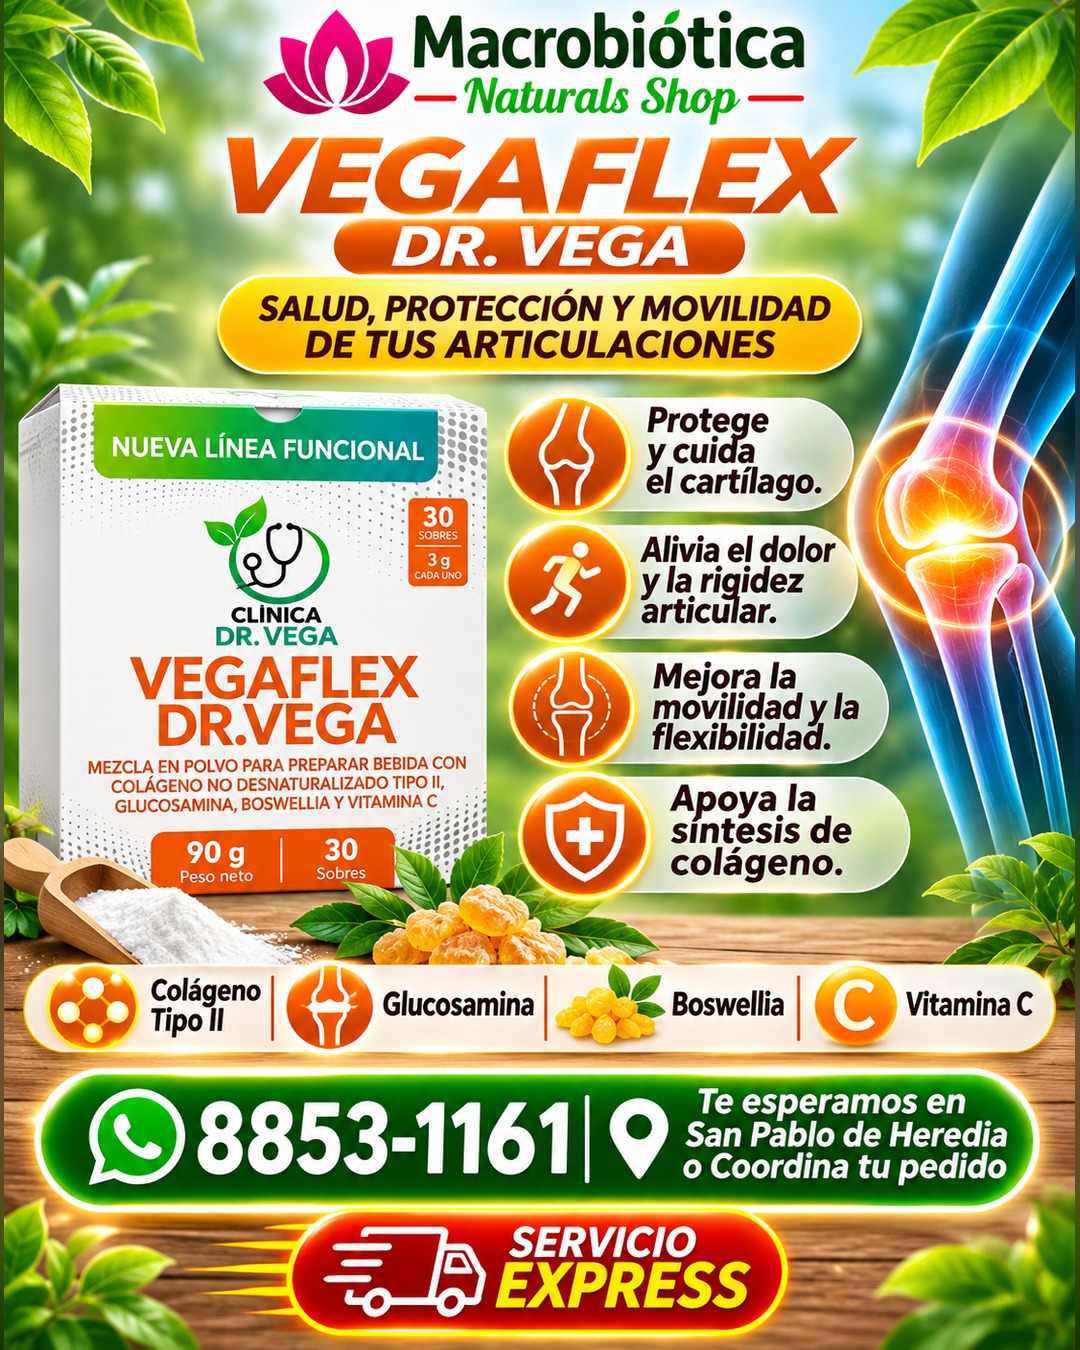 Macrobiótica
Naturals Shop
VEGAFLEX
DR. VEGA
SALUD, PROTECCIÓN Y MOVILIDAD
DE TUS ARTICULACIONES
NUEVA LÍNEA FUNCIONAL
30
SOBRES
3 g
CADA UNO
CLÍNICA
DR. VEGA
VEGAFLEX
DR.VEGA
MEZCLA EN POLVO PARA PREPARAR BEBIDA CON
COLÁGENO NO DESNATURALIZADO TIPO II,
GLUCOSAMINA, BOSWELLIA Y VITAMINA C
90 g
Peso neto
30
Sobres
Protege
y cuida
el cartílago.
Alivia el dolor
y la rigidez
articular.
Mejora la
movilidad y la
flexibilidad.
Apoya la
síntesis de
colágeno.
Colágeno
Tipo II
Glucosamina
Boswellia
C
Vitamina C
8853-1161
Te esperamos en
San Pablo de Heredia
o Coordina tu pedido
SERVICIO
EXPRESS